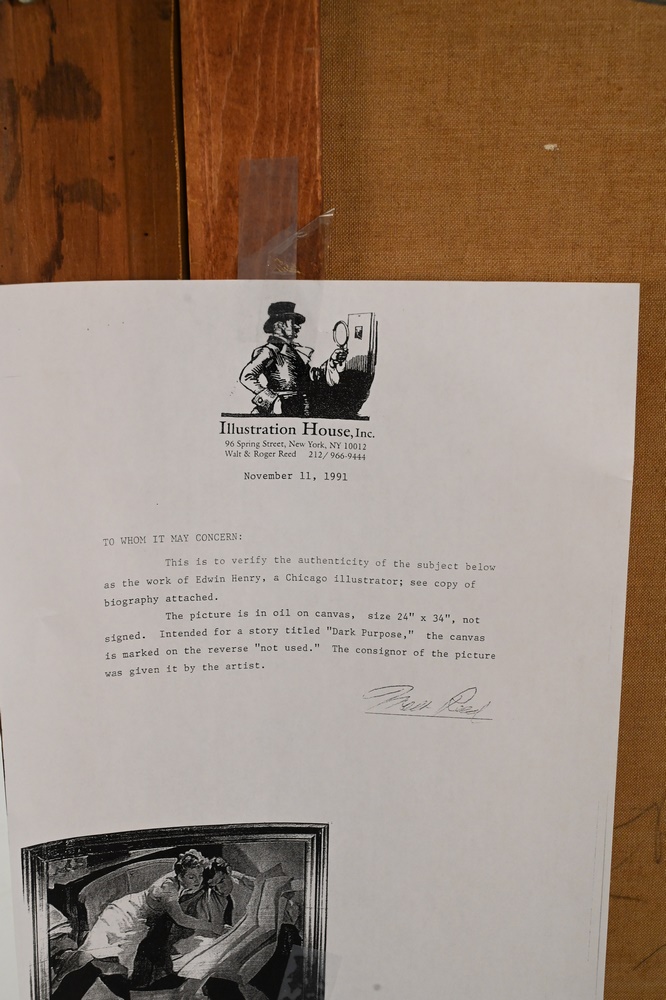 Illustration House, Inc.
96 Spring Street, New York, NY 10012
Walt & Roger Reed 212/ 966-9444
November 11, 1991
TO WHOM IT MAY CONCERN:
This is to verify the authenticity of the subject below
as the work of Edwin Henry, a Chicago illustrator; see copy of
biography attached.
The picture is in oil on canvas, size 24" x 34", not
signed. Intended for a story titled "Dark Purpose," the canvas
is marked on the reverse "not used." The consignor of the picture
was given it by the artist.
Reed